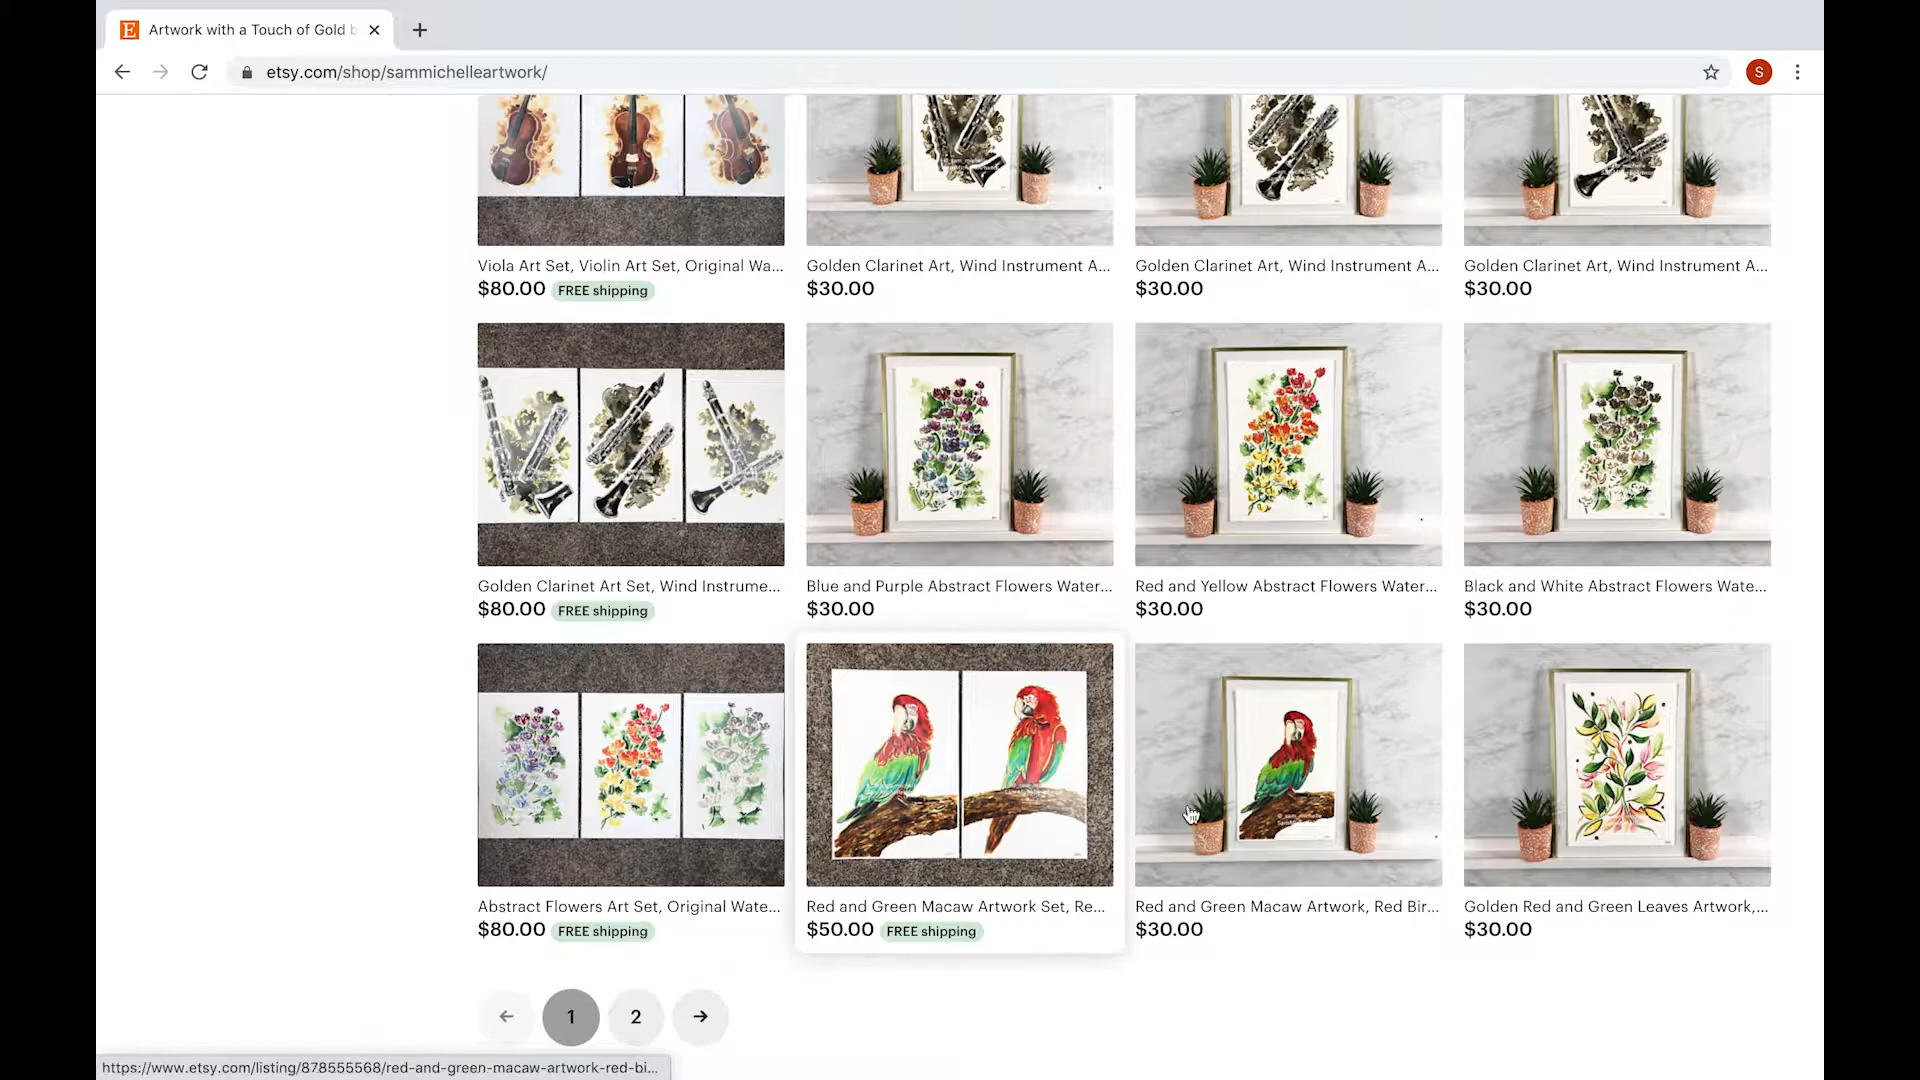 Artwork with a Touch of Gold b
etsy.com/shop/sammichelleartwork/
S
Viola Art Set, Violin Art Set, Original Wa...
$80.00 FREE shipping
Golden Clarinet Art, Wind Instrument A...
$30.00
Golden Clarinet Art, Wind Instrument A...
$30.00
Golden Clarinet Art, Wind Instrument A...
$30.00
Golden Clarinet Art Set, Wind Instrume...
$80.00 FREE shipping
Blue and Purple Abstract Flowers Water...
$30.00
Red and Yellow Abstract Flowers Water...
$30.00
Black and White Abstract Flowers Wate...
$30.00
Abstract Flowers Art Set, Original Wate...
$80.00 FREE shipping
Red and Green Macaw Artwork Set, Re...
$50.00 FREE shipping
Red and Green Macaw Artwork, Red Bir...
$30.00
Golden Red and Green Leaves Artwork,...
$30.00
1 2
https://www.etsy.com/listing/878555568/red-and-green-macaw-artwork-red-bi...